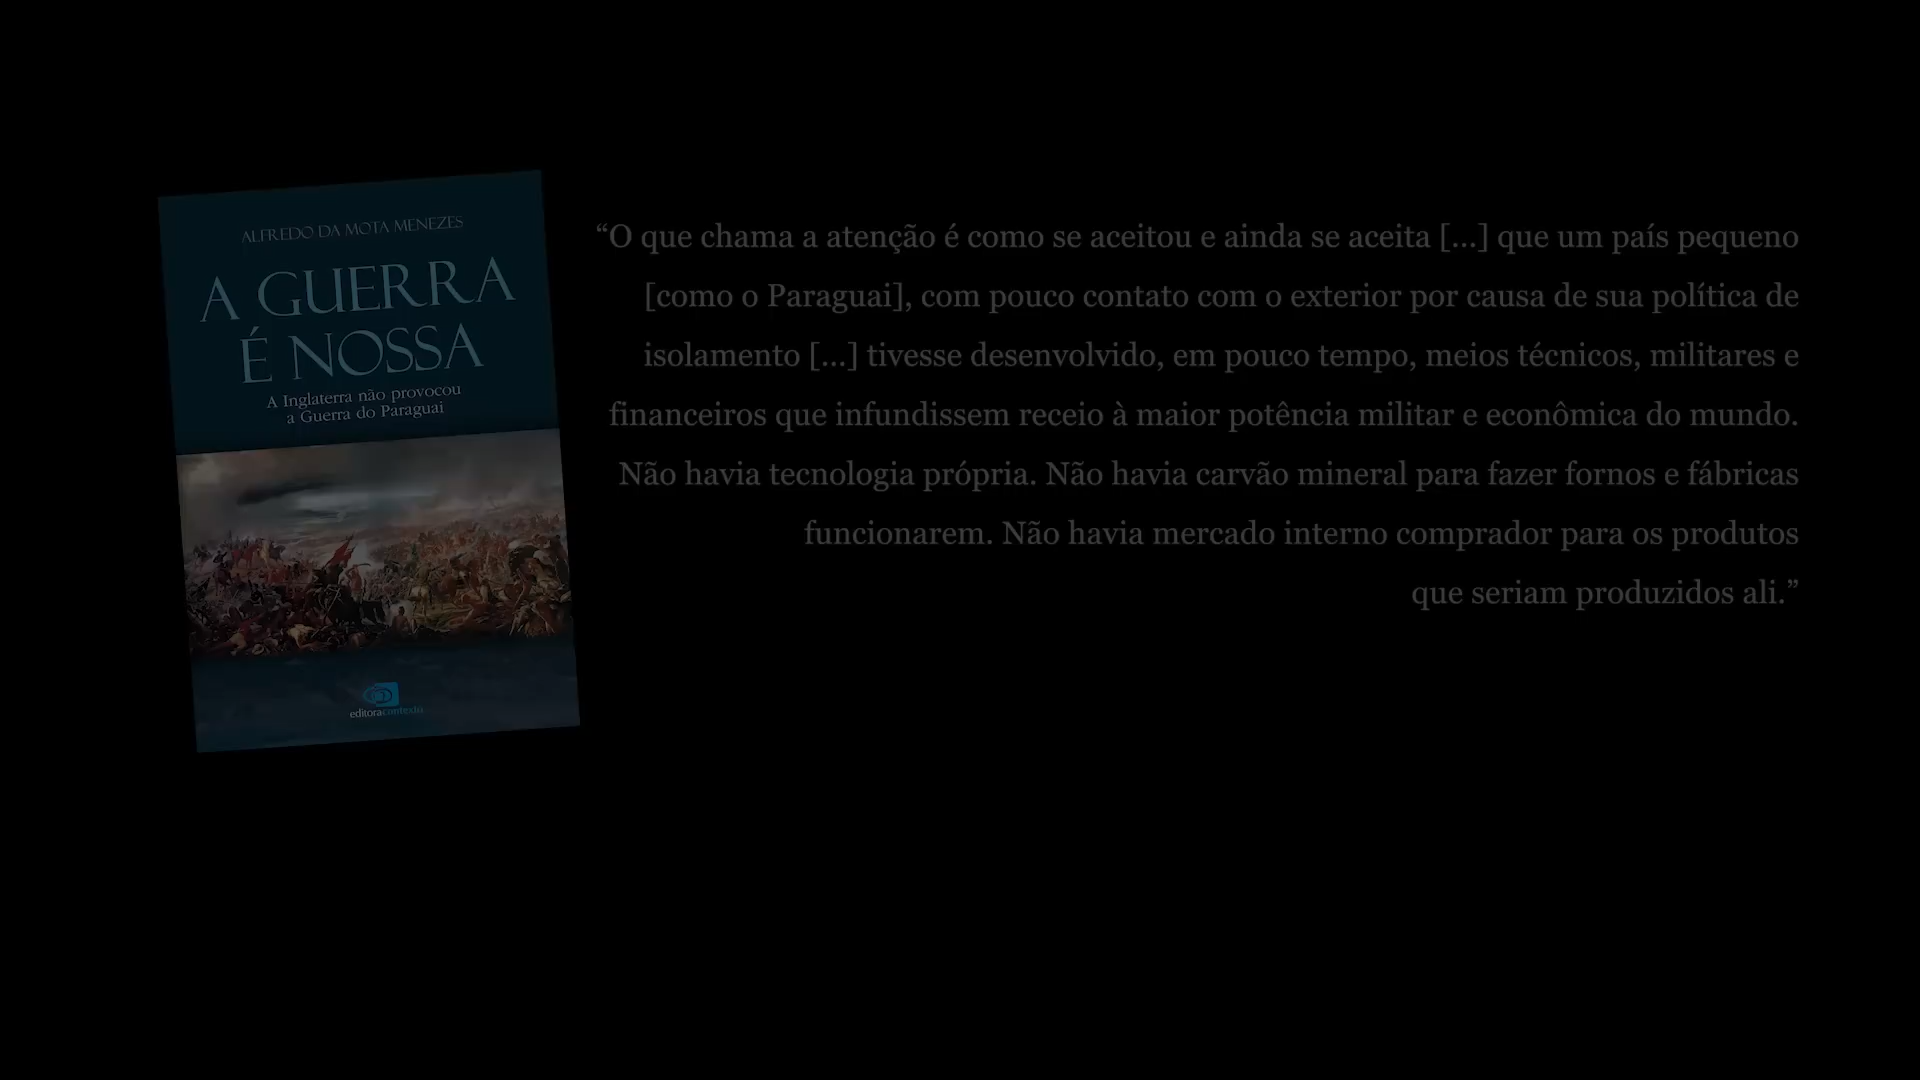 ALFREDO DA MOTA MENEZES
A GUERRA
É NOSSA
A Inglaterra não provocou
a Guerra do Paraguai
editoracontexto
“O que chama a atenção é como se aceitou e ainda se aceita [...] que um país pequeno
[como o Paraguai], com pouco contato com o exterior por causa de sua política de
isolamento [...] tivesse desenvolvido, em pouco tempo, meios técnicos, militares e
financeiros que infundissem receio à maior potência militar e econômica do mundo.
Não havia tecnologia própria. Não havia carvão mineral para fazer fornos e fábricas
funcionarem. Não havia mercado interno comprador para os produtos
que seriam produzidos ali.”